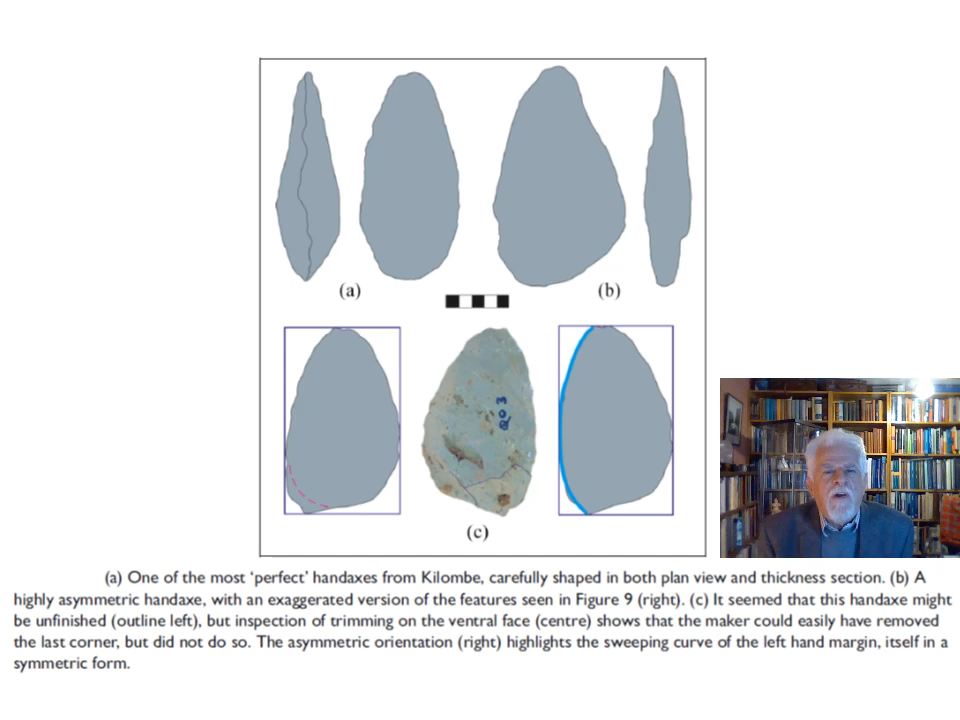 (a)
(b)
Q03
(c)
(a) One of the most ‘perfect’ handaxes from Kilombe, carefully shaped in both plan view and thickness section. (b) A
highly asymmetric handaxe, with an exaggerated version of the features seen in Figure 9 (right). (c) It seemed that this handaxe might
be unfinished (outline left), but inspection of trimming on the ventral face (centre) shows that the maker could easily have removed
the last corner, but did not do so. The asymmetric orientation (right) highlights the sweeping curve of the left hand margin, itself in a
symmetric form.